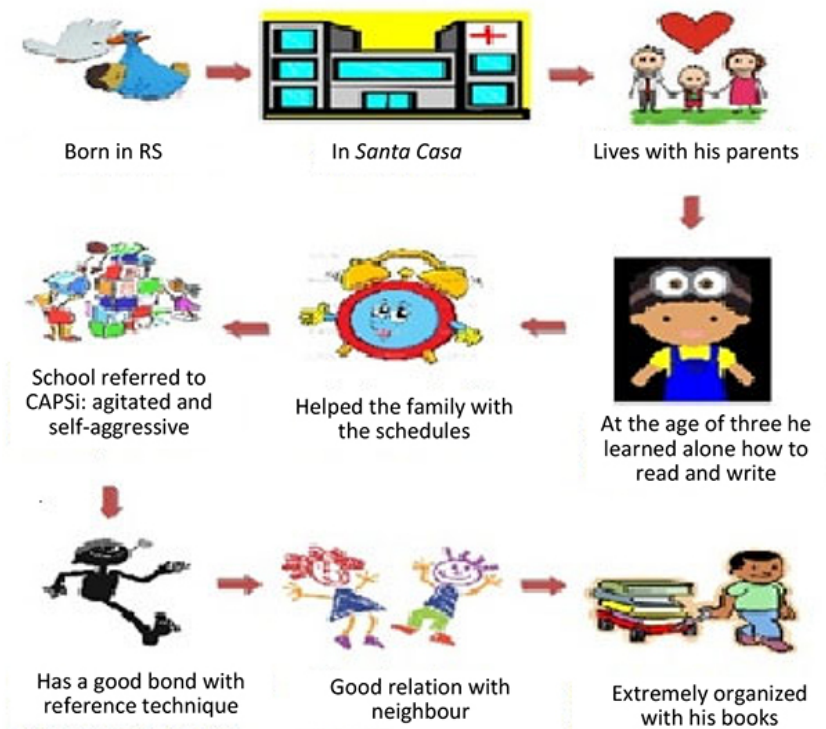 Born in RS
In Santa Casa
Lives with his parents
At the age of three he
learned alone how to
read and write
Helped the family with
the schedules
School referred to
CAPSi: agitated and
self-aggressive
Has a good bond with
reference technique
Good relation with
neighbour
Extremely organized
with his books